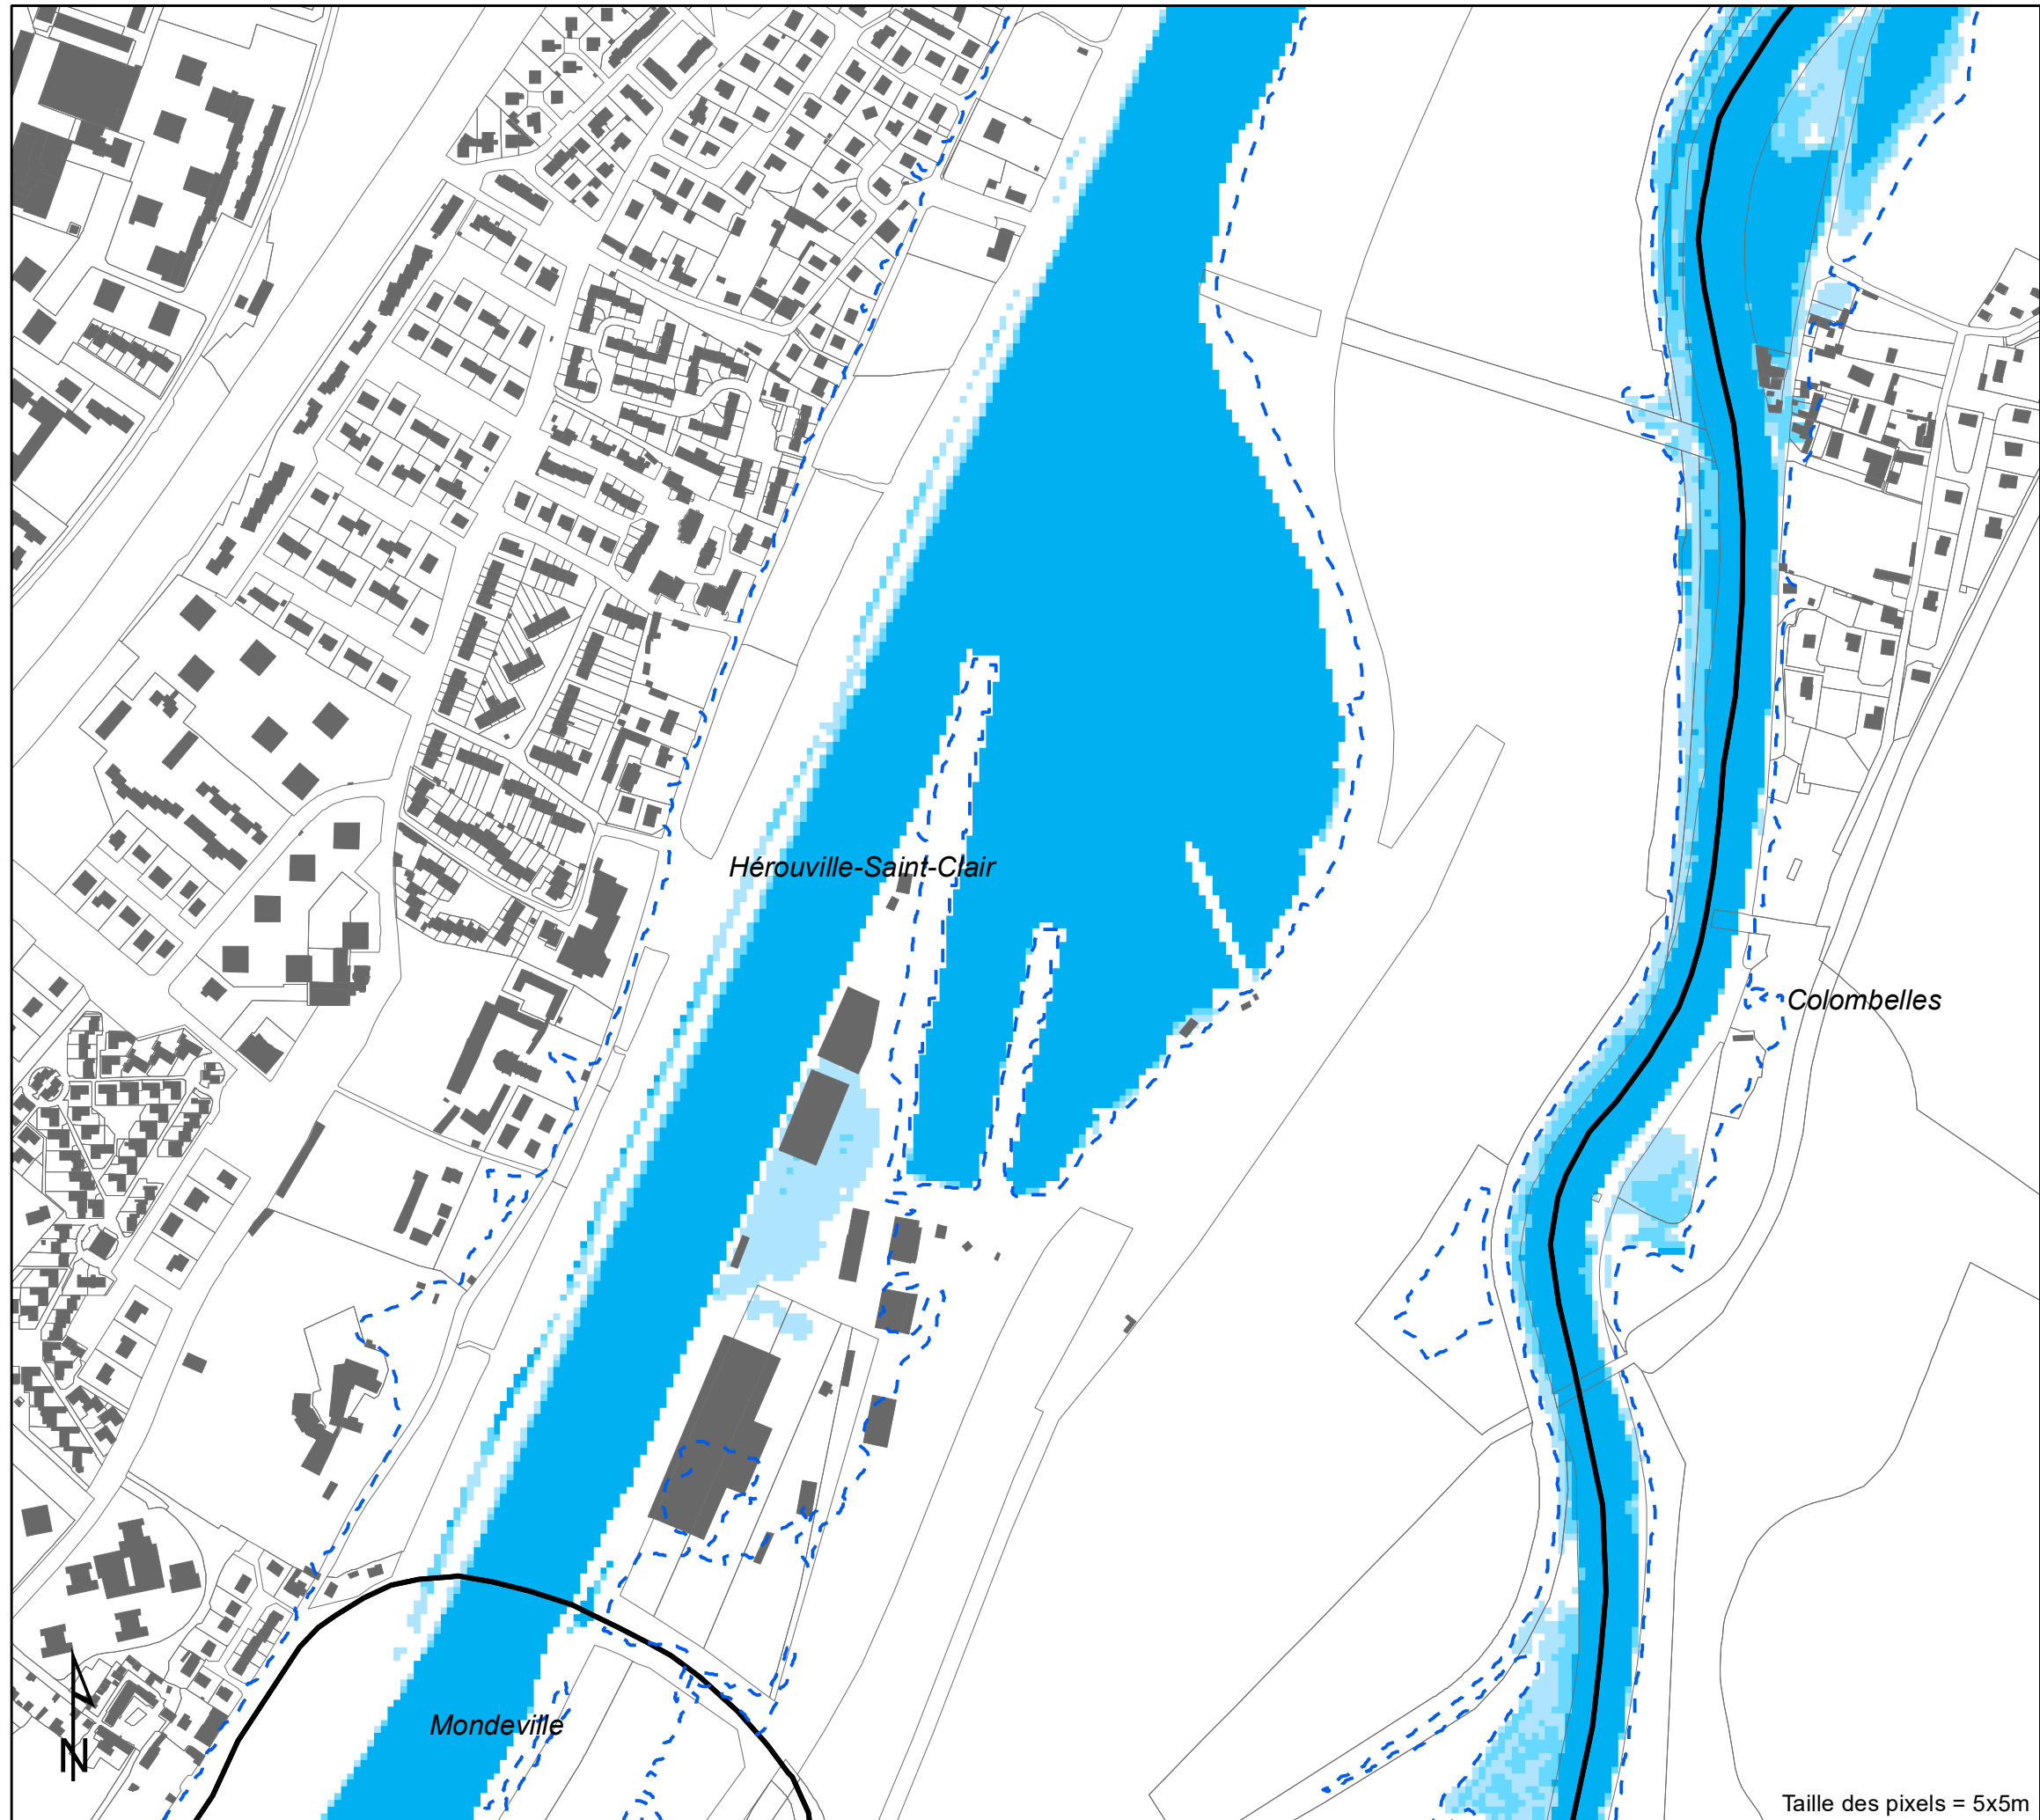 Hérouville-Saint-Clair
Colombelles
Mondeville
N
Taille des pixels = 5x5m